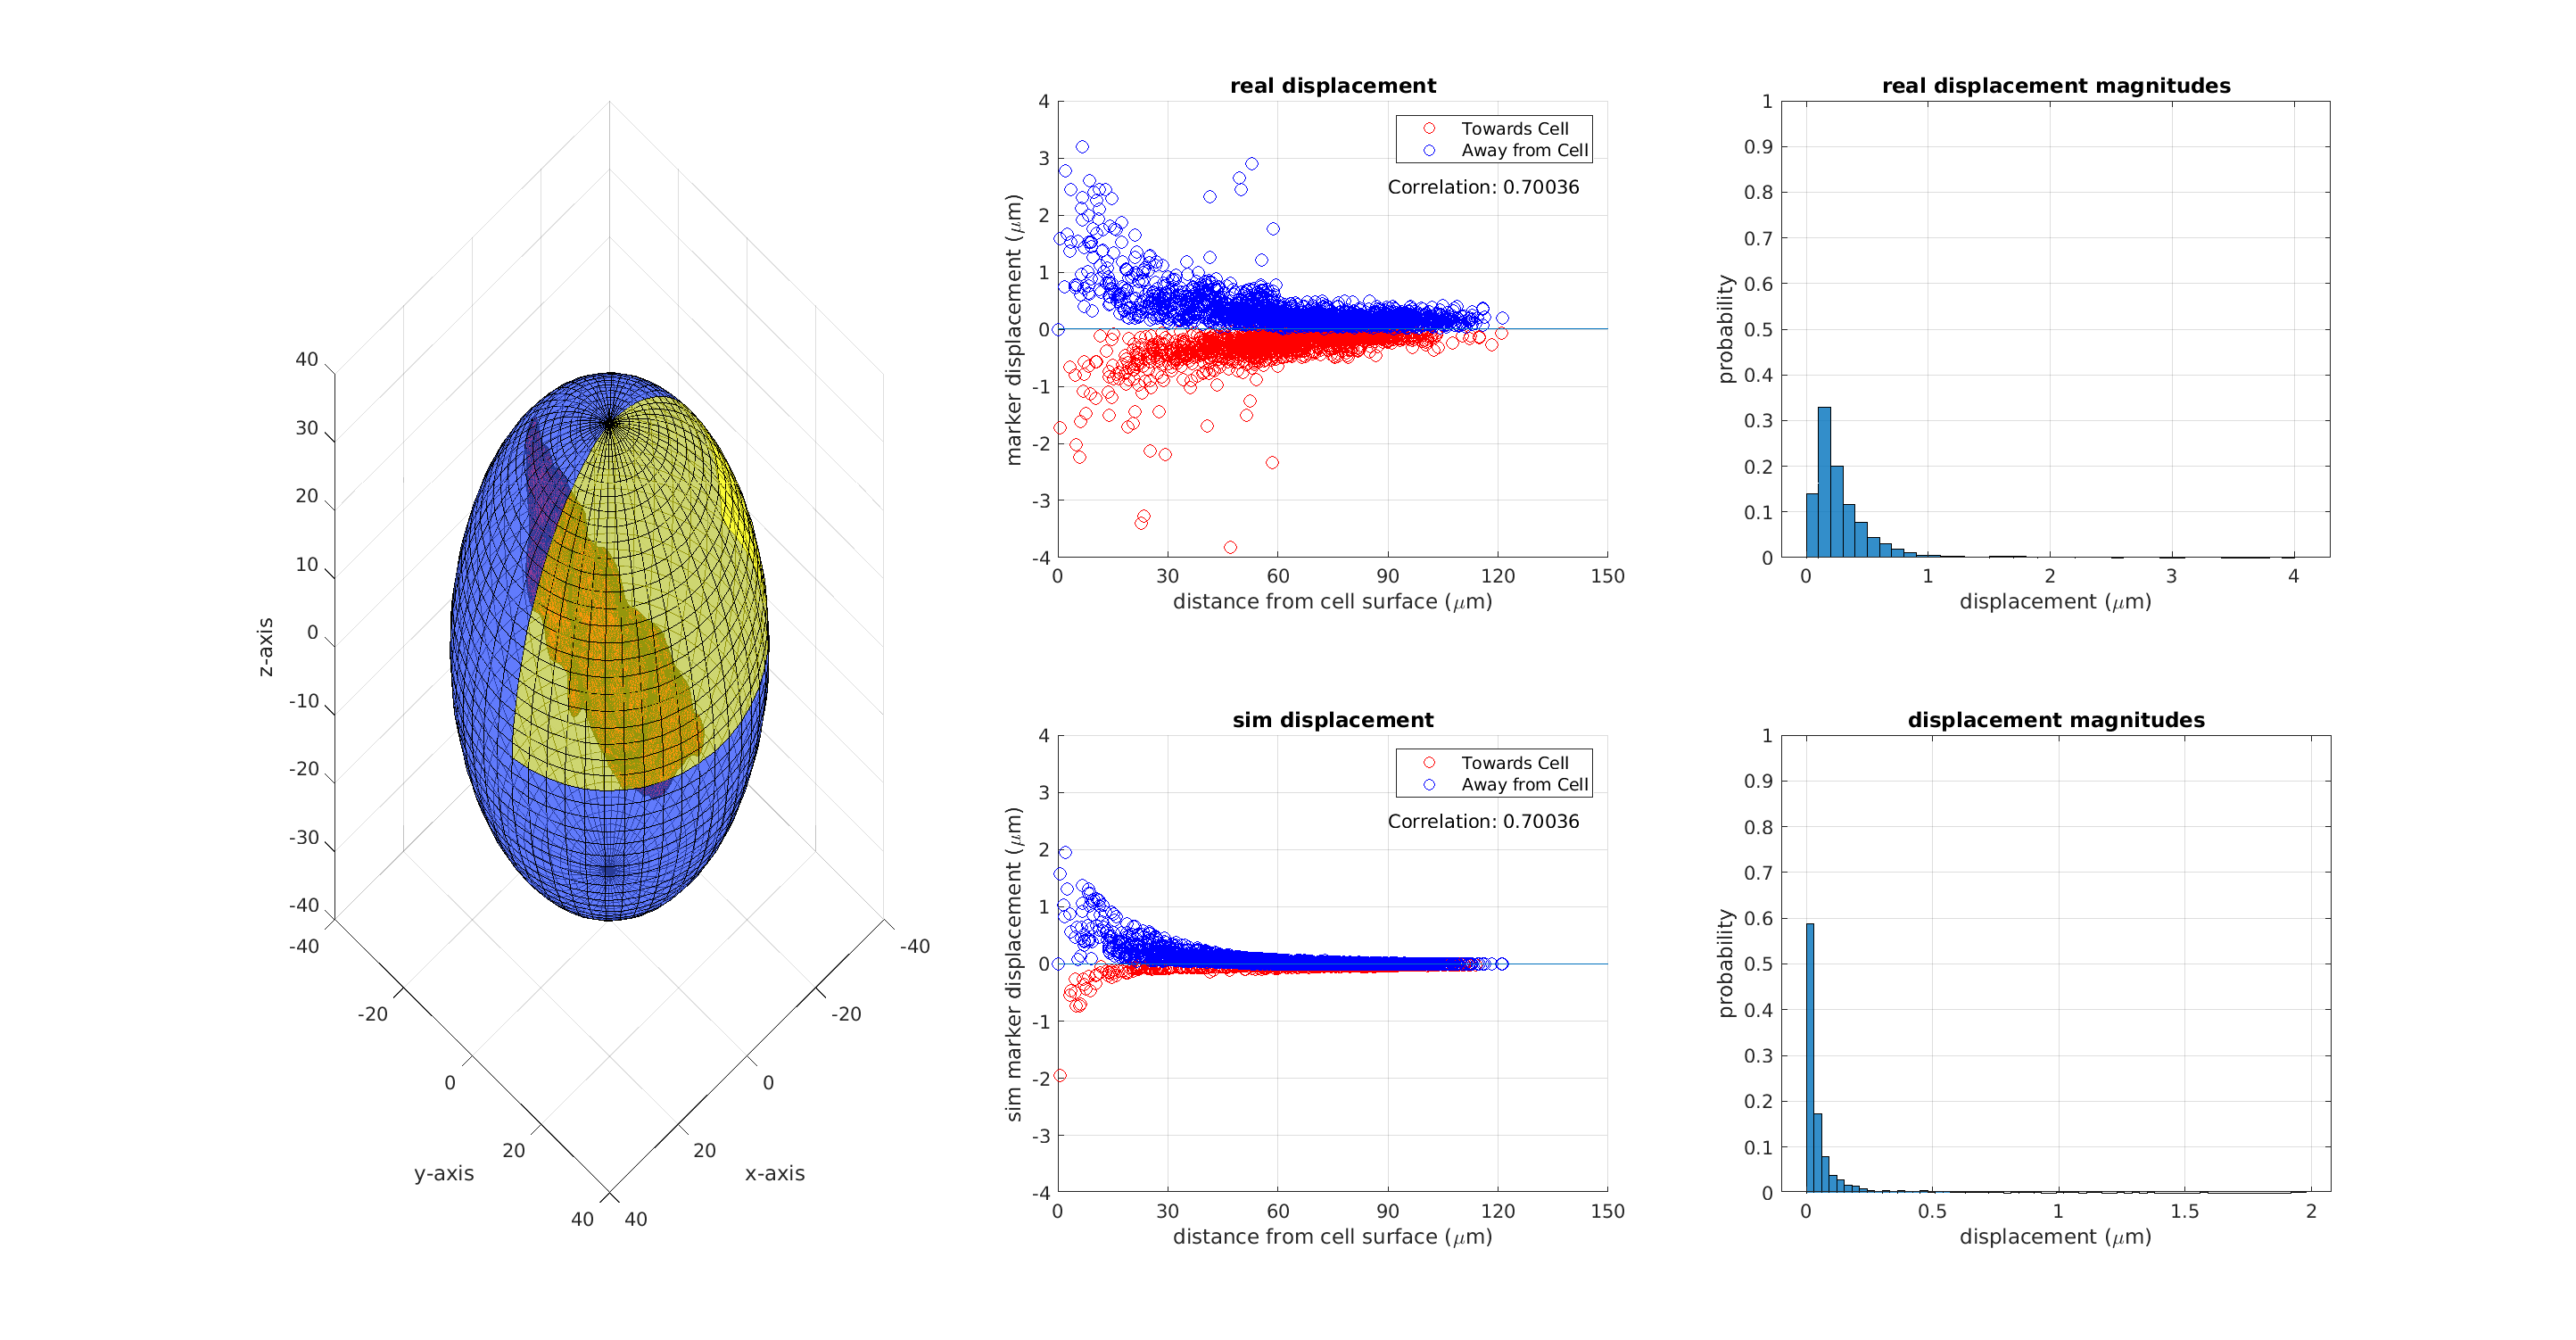 40
30
20
10
0
-10
-20
-30
-40
z-axis
-40
-20
0
20
40
y-axis
-40
-20
0
20
40
x-axis
real displacement
4
3
2
1
0
-1
-2
-3
-4
marker displacement (μm)
Towards Cell
Away from Cell
Correlation: 0.70036
0 30 60 90 120 150
distance from cell surface (μm)
real displacement magnitudes
1
0.9
0.8
0.7
0.6
0.5
0.4
0.3
0.2
0.1
0
probability
0 1 2 3 4
displacement (μm)
sim displacement
4
3
2
1
0
-1
-2
-3
-4
sim marker displacement (μm)
Towards Cell
Away from Cell
Correlation: 0.70036
0 30 60 90 120 150
distance from cell surface (μm)
displacement magnitudes
1
0.9
0.8
0.7
0.6
0.5
0.4
0.3
0.2
0.1
0
probability
0 0.5 1 1.5 2
displacement (μm)